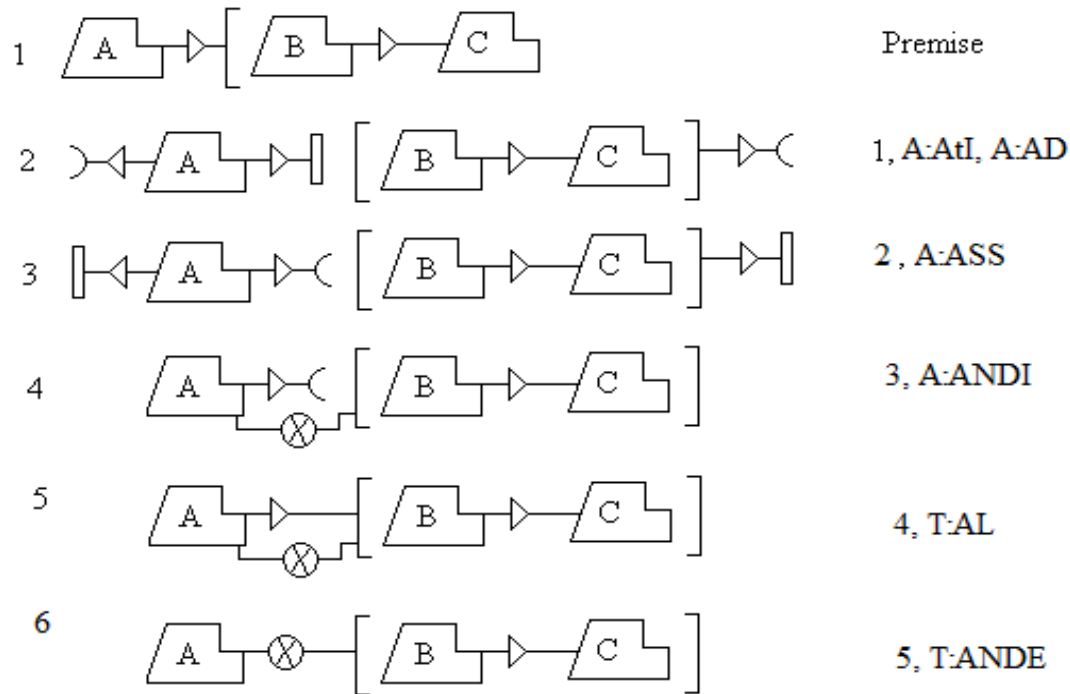 1 A B C Premise
2 A B C 1, A:AtI, A:AD
3 A B C 2, A:ASS
4 A X B C 3, A:ANDI
5 A X B C 4, T:AL
6 A X B C 5, T:ANDE